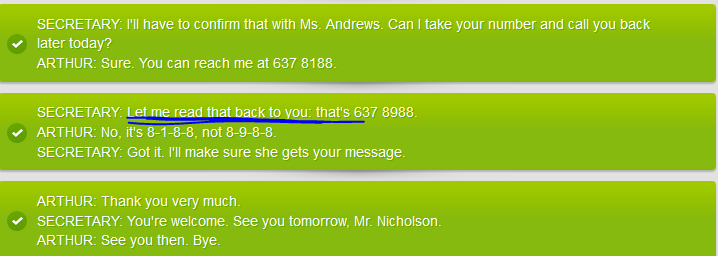 SECRETARY: I'll have to confirm that with Ms. Andrews. Can I take your number and call you back
later today?
ARTHUR: Sure. You can reach me at 637 8188.
SECRETARY: Let me read that back to you: that's 637 8988.
ARTHUR: No, it's 8-1-8-8, not 8-9-8-8.
SECRETARY: Got it. I'll make sure she gets your message.
ARTHUR: Thank you very much.
SECRETARY: You're welcome. See you tomorrow, Mr. Nicholson.
ARTHUR: See you then. Bye.